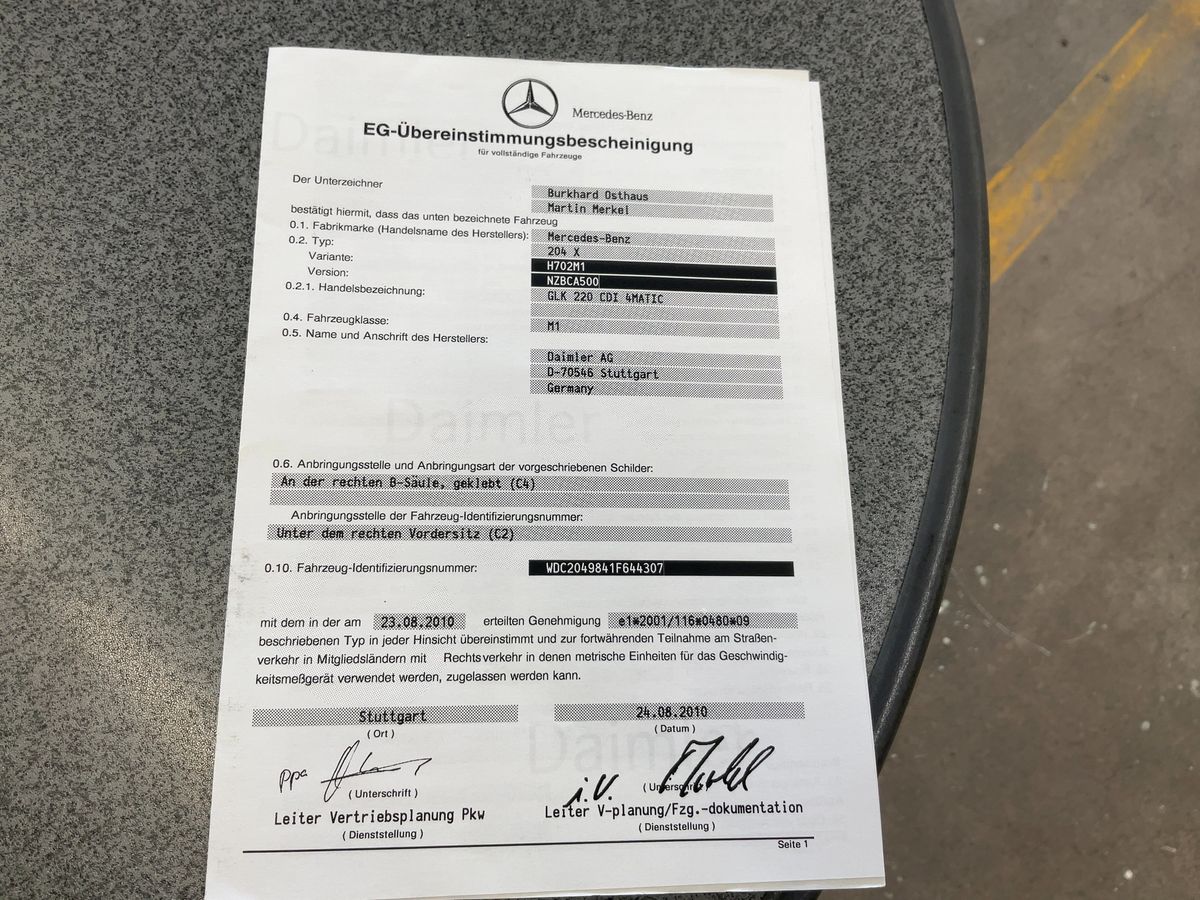 Mercedes-Benz
EG-Übereinstimmungsbescheinigung
für vollständige Fahrzeuge
Der Unterzeichner
Burkhard Osthaus
Martin Merkel
bestätigt hiermit, dass das unten bezeichnete Fahrzeug
0.1. Fabrikmarke (Handelsname des Herstellers): Mercedes-Benz
0.2. Typ: 204 X
Variante: H702M1
Version: NZBCA500
0.2.1. Handelsbezeichnung: GLK 220 CDI 4MATIC
0.4. Fahrzeugklasse: M1
0.5. Name und Anschrift des Herstellers:
Daimler AG
D-70546 Stuttgart
Germany
Daimler
0.6. Anbringungsstelle und Anbringungsart der vorgeschriebenen Schilder:
An der rechten B-Säule, geklebt (C4)
Anbringungsstelle der Fahrzeug-Identifizierungsnummer:
Unter dem rechten Vordersitz (C2)
0.10. Fahrzeug-Identifizierungsnummer: WDC2049841F644307
mit dem in der am 23.08.2010 erteilten Genehmigung e1*2001/116*0480*09
beschriebenen Typ in jeder Hinsicht übereinstimmt und zur fortwährenden Teilnahme am Straßen-
verkehr in Mitgliedsländern mit Rechtsverkehr in denen metrische Einheiten für das Geschwindig-
keitsmeßgerät verwendet werden, zugelassen werden kann.
Stuttgart 24.08.2010
(Ort) (Datum)
ppa i.V.
(Unterschrift) (Unterschrift)
Leiter Vertriebsplanung Pkw Leiter V-planung/Fzg.-dokumentation
(Dienststellung) (Dienststellung)
Seite 1